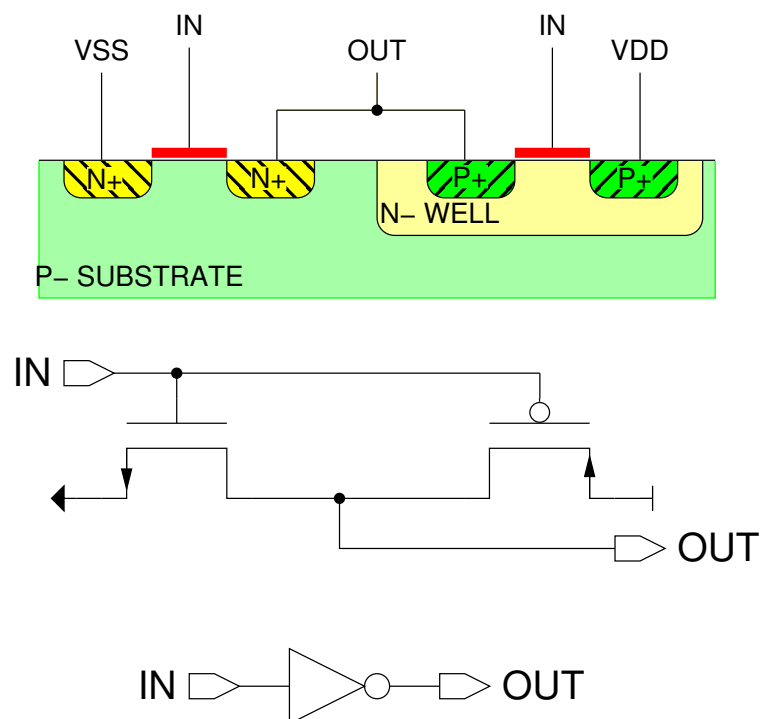 IN IN
VSS OUT VDD
N+ N+ P+ P+
N− WELL
P− SUBSTRATE
IN
OUT
IN OUT